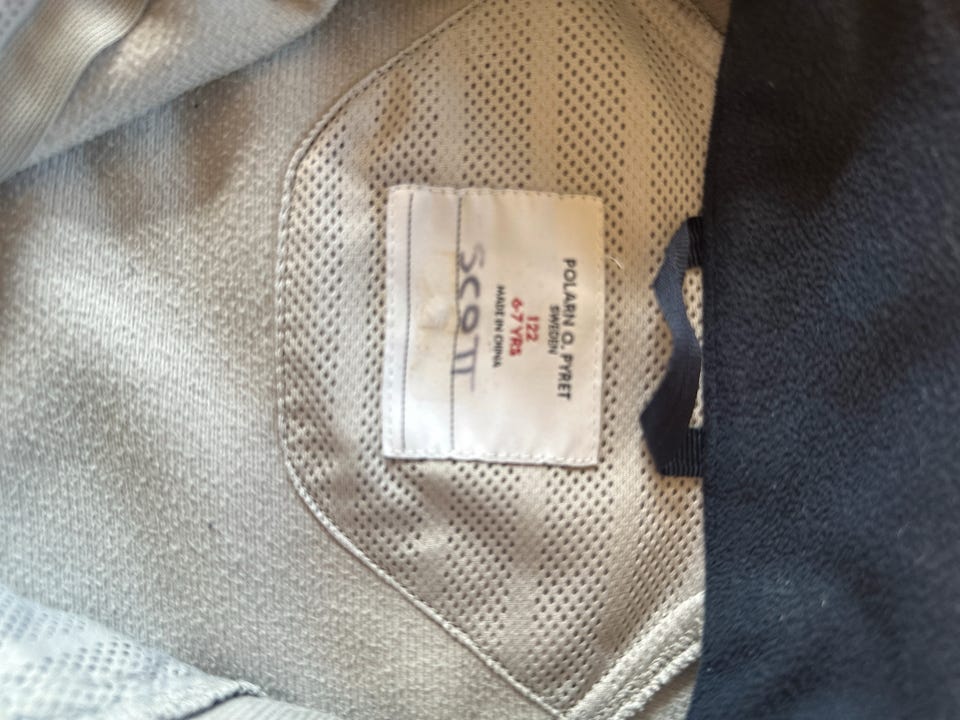 POLARN O. PYRET
SWEDEN
122
6-7 YRS
MADE IN CHINA
SCOTT